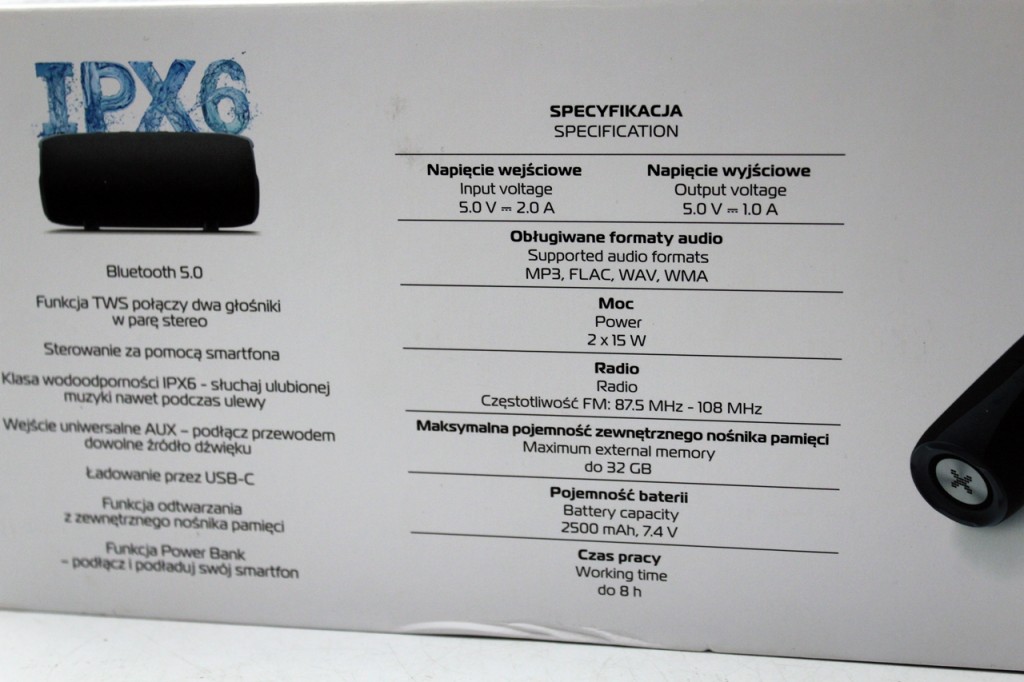 IPX6
Bluetooth 5.0
Funkcja TWS połączy dwa głośniki
w parę stereo
Sterowanie za pomocą smartfona
Klasa wodoodporności IPX6 - słuchaj ulubionej
muzyki nawet podczas ulewy
Wejście uniwersalne AUX – podłącz przewodem
dowolne źródło dźwięku
Ładowanie przez USB-C
Funkcja odtwarzania
z zewnętrznego nośnika pamięci
Funkcja Power Bank
– podłącz i podładuj swój smartfon
SPECYFIKACJA
SPECIFICATION
Napięcie wejściowe
Input voltage
5.0 V ⎓ 2.0 A
Napięcie wyjściowe
Output voltage
5.0 V ⎓ 1.0 A
Obługiwane formaty audio
Supported audio formats
MP3, FLAC, WAV, WMA
Moc
Power
2 x 15 W
Radio
Radio
Częstotliwość FM: 87.5 MHz - 108 MHz
Maksymalna pojemność zewnętrznego nośnika pamięci
Maximum external memory
do 32 GB
Pojemność baterii
Battery capacity
2500 mAh, 7.4 V
Czas pracy
Working time
do 8 h